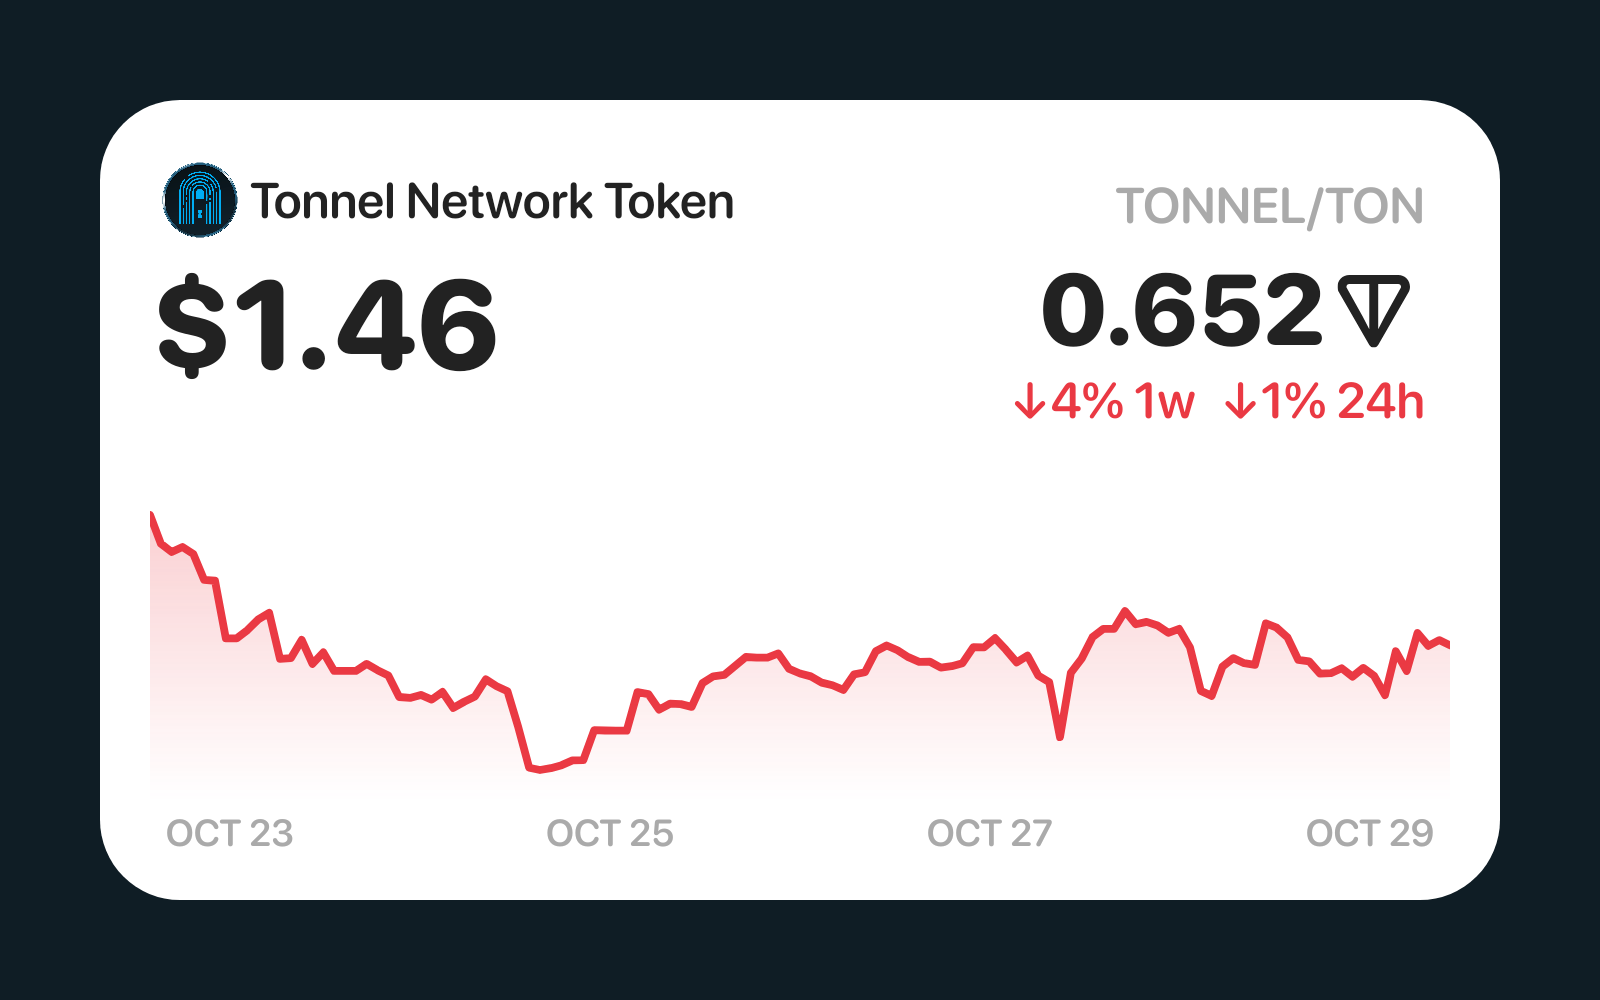 Tonnel Network Token
TONNEL/TON
$1.46
0.652
↓4% 1w ↓1% 24h
OCT 23 OCT 25 OCT 27 OCT 29